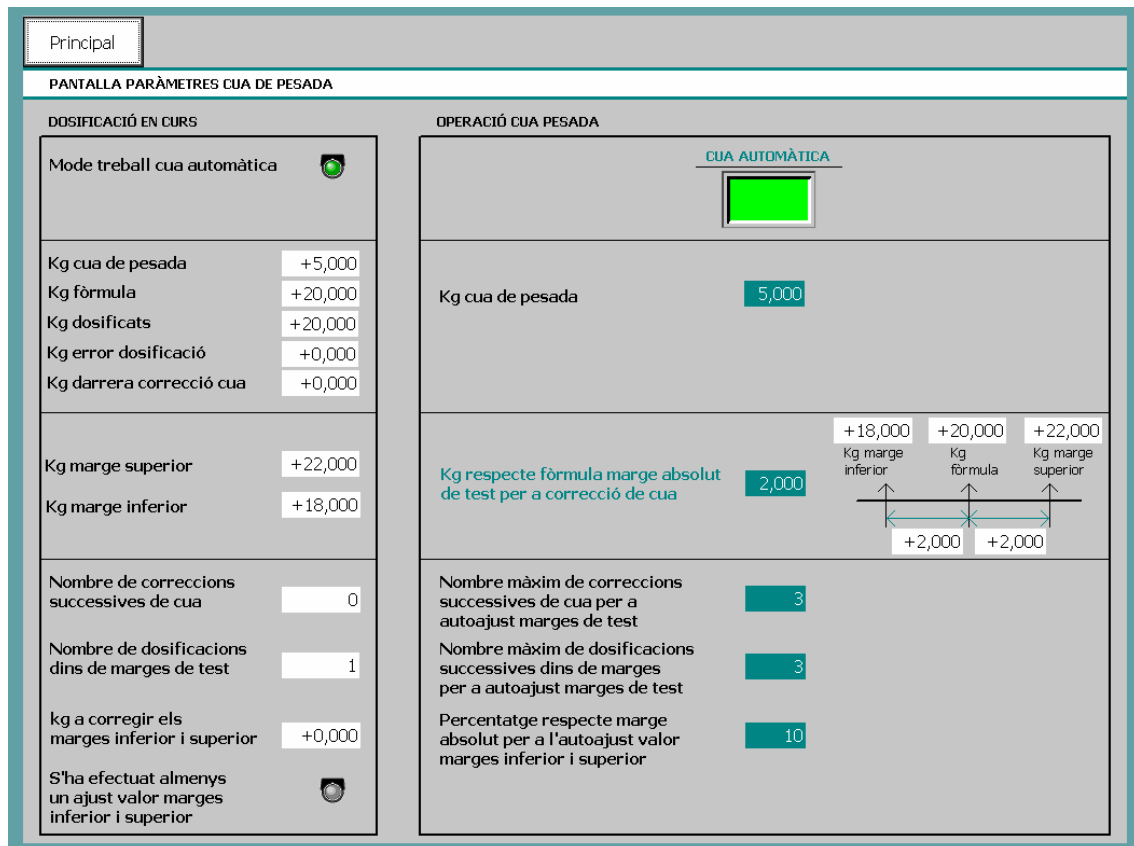 Principal
PANTALLA PARÀMETRES CUA DE PESADA
DOSIFICACIÓ EN CURS
Mode treball cua automàtica
Kg cua de pesada +5,000
Kg fòrmula +20,000
Kg dosificats +20,000
Kg error dosificació +0,000
Kg darrera correcció cua +0,000
Kg marge superior +22,000
Kg marge inferior +18,000
Nombre de correccions
successives de cua 0
Nombre de dosificacions
dins de marges de test 1
kg a corregir els
marges inferior i superior +0,000
S'ha efectuat almenys
un ajust valor marges
inferior i superior
OPERACIÓ CUA PESADA
CUA AUTOMÀTICA
Kg cua de pesada 5,000
Kg respecte fòrmula marge absolut
de test per a correcció de cua 2,000
+18,000 +20,000 +22,000
Kg marge Kg Kg marge
inferior fòrmula superior
+2,000 +2,000
Nombre màxim de correccions
successives de cua per a 3
autoajust marges de test
Nombre màxim de dosificacions
successives dins de marges 3
per a autoajust marges de test
Percentatge respecte marge
absolut per a l'autoajust valor 10
marges inferior i superior